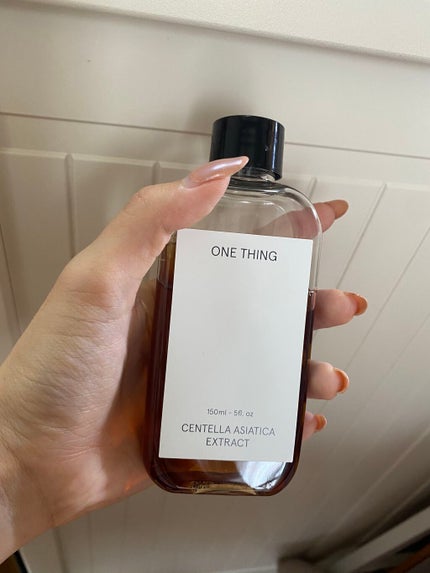 ONE THING
150ml - 5fl. oz
CENTELLA ASIATICA
EXTRACT